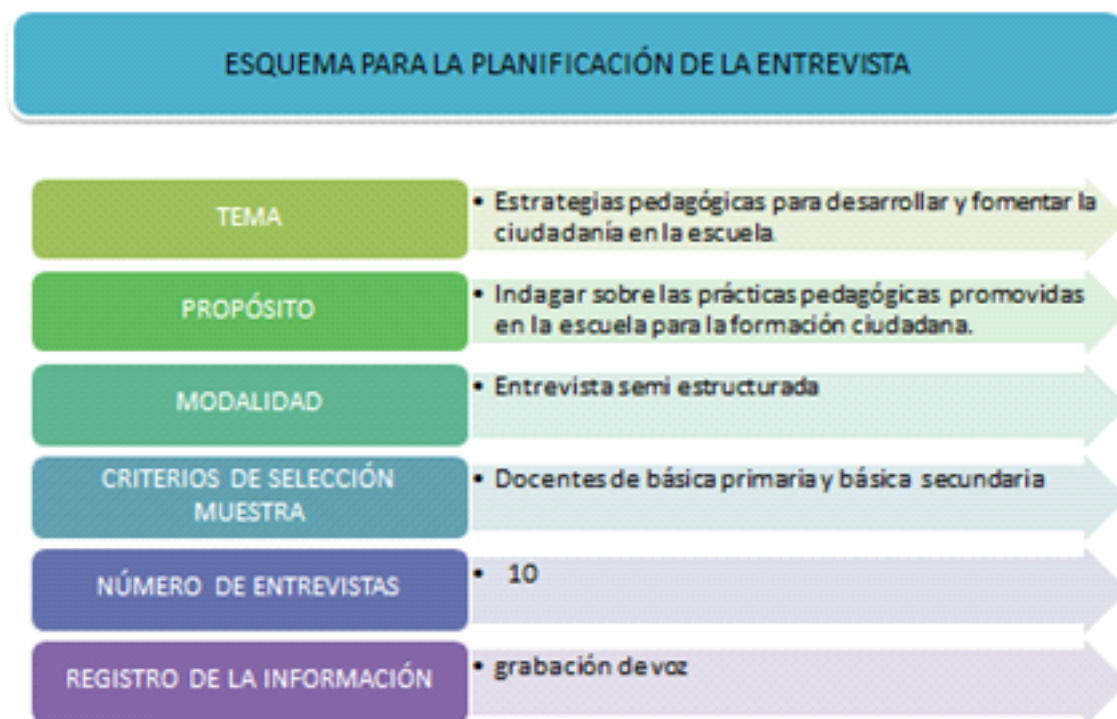 ESQUEMA PARA LA PLANIFICACIÓN DE LA ENTREVISTA
TEMA
• Estrategias pedagógicas para desarrollar y fomentar la
ciudadanía en la escuela.
PROPÓSITO
• Indagar sobre las prácticas pedagógicas promovidas
en la escuela para la formación ciudadana.
MODALIDAD
• Entrevista semi estructurada
CRITERIOS DE SELECCIÓN
MUESTRA
• Docentes de básica primaria y básica secundaria
NÚMERO DE ENTREVISTAS
• 10
REGISTRO DE LA INFORMACIÓN
• grabación de voz